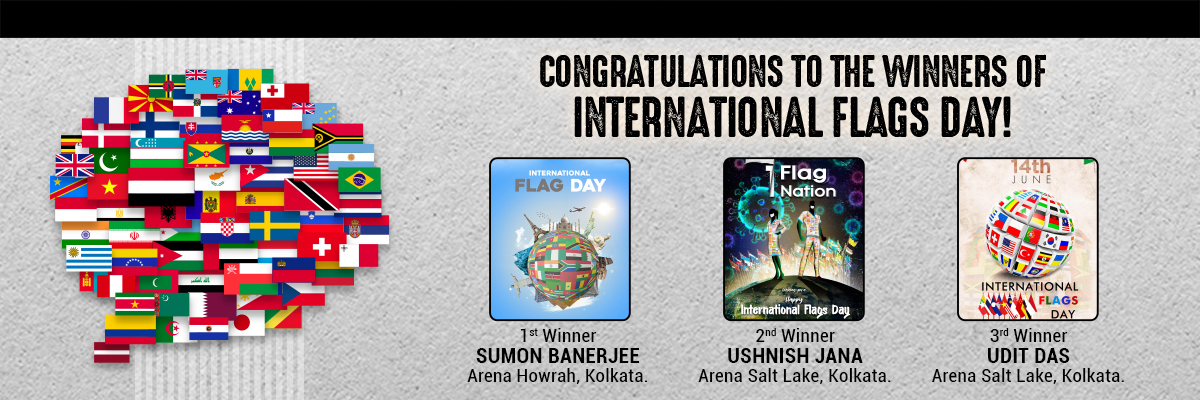 CONGRATULATIONS TO THE WINNERS OF
INTERNATIONAL FLAGS DAY!
INTERNATIONAL
FLAG DAY
1st Winner
SUMON BANERJEE
Arena Howrah, Kolkata.
1 Flag
Nation
Happy
International Flags Day
2nd Winner
USHNISH JANA
Arena Salt Lake, Kolkata.
14th
JUNE
INTERNATIONAL
FLAGS
DAY
3rd Winner
UDIT DAS
Arena Salt Lake, Kolkata.